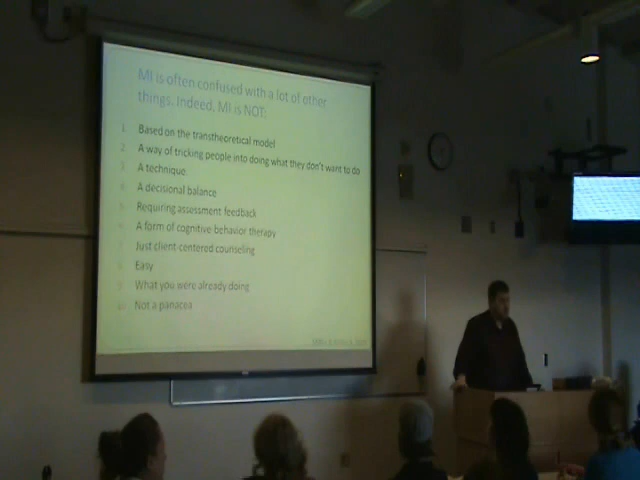 MI is often confused with a lot of other
things. Indeed, MI is NOT:
1. Based on the transtheoretical model
2. A way of tricking people into doing what they don't want to do
3. A technique
4. A decisional balance
5. Requiring assessment feedback
6. A form of cognitive behavior therapy
7. Just client-centered counseling
8. Easy
9. What you were already doing
10. Not a panacea